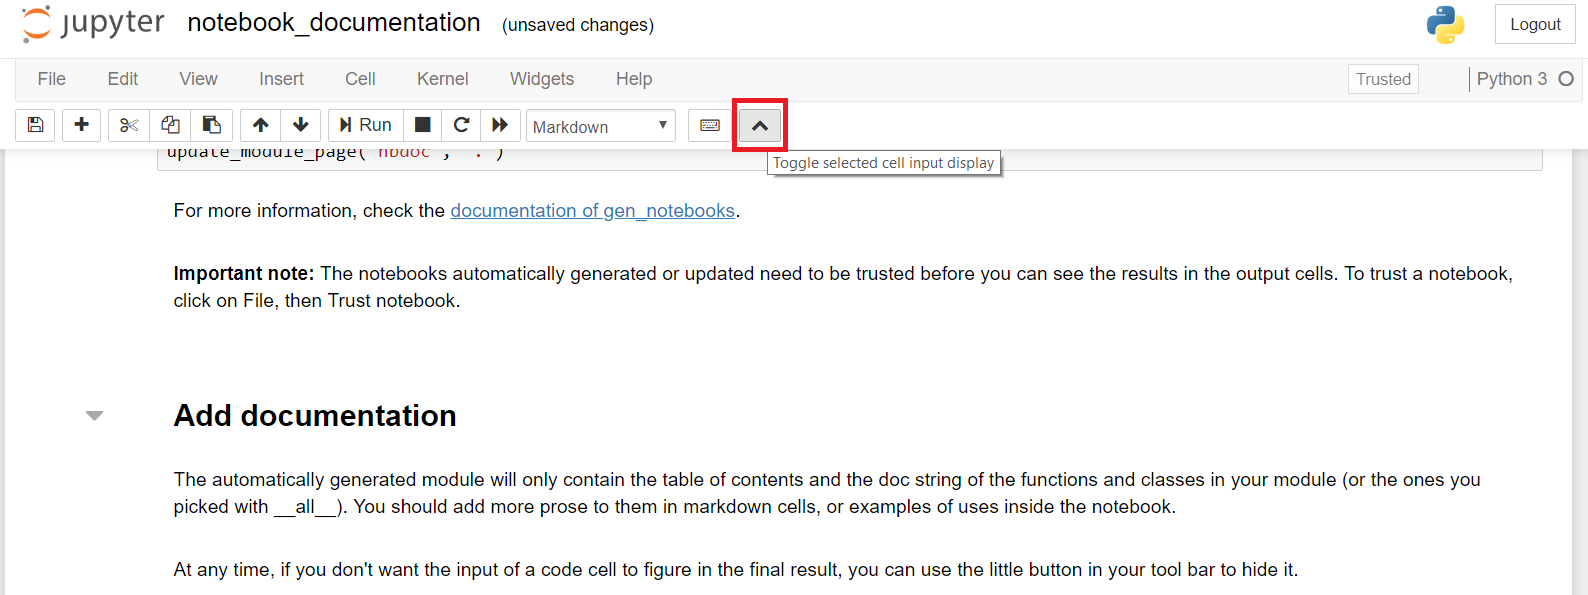 jupyter notebook_documentation (unsaved changes) Logout
File Edit View Insert Cell Kernel Widgets Help Trusted Python 3
Run Markdown
update_module_page('nbdoc', '.')
Toggle selected cell input display
For more information, check the documentation of gen_notebooks.
Important note: The notebooks automatically generated or updated need to be trusted before you can see the results in the output cells. To trust a notebook,
click on File, then Trust notebook.
Add documentation
The automatically generated module will only contain the table of contents and the doc string of the functions and classes in your module (or the ones you
picked with __all__). You should add more prose to them in markdown cells, or examples of uses inside the notebook.
At any time, if you don't want the input of a code cell to figure in the final result, you can use the little button in your tool bar to hide it.